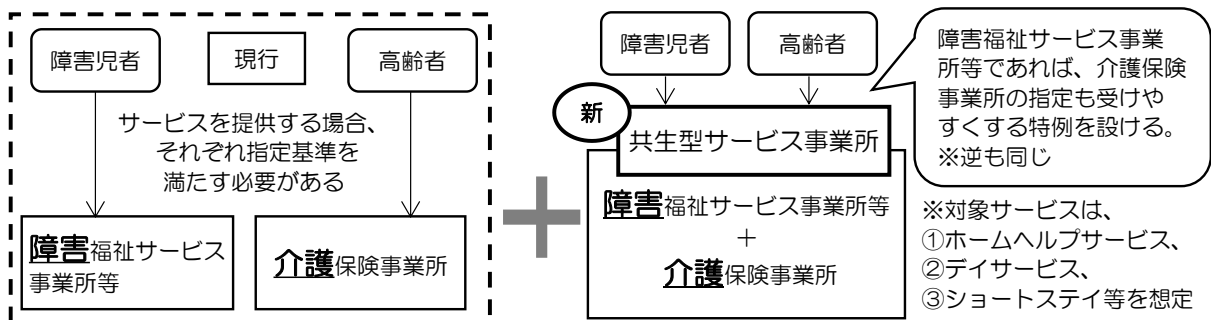 障害児者
現行
高齢者
サービスを提供する場合、
それぞれ指定基準を
満たす必要がある
障害福祉サービス
事業所等
介護保険事業所
障害児者
高齢者
新
共生型サービス事業所
障害福祉サービス事業所等
+
介護保険事業所
障害福祉サービス事業
所等であれば、介護保険
事業所の指定も受けや
すくする特例を設ける。
※逆も同じ
※対象サービスは、
①ホームヘルプサービス、
②デイサービス、
③ショートステイ等を想定